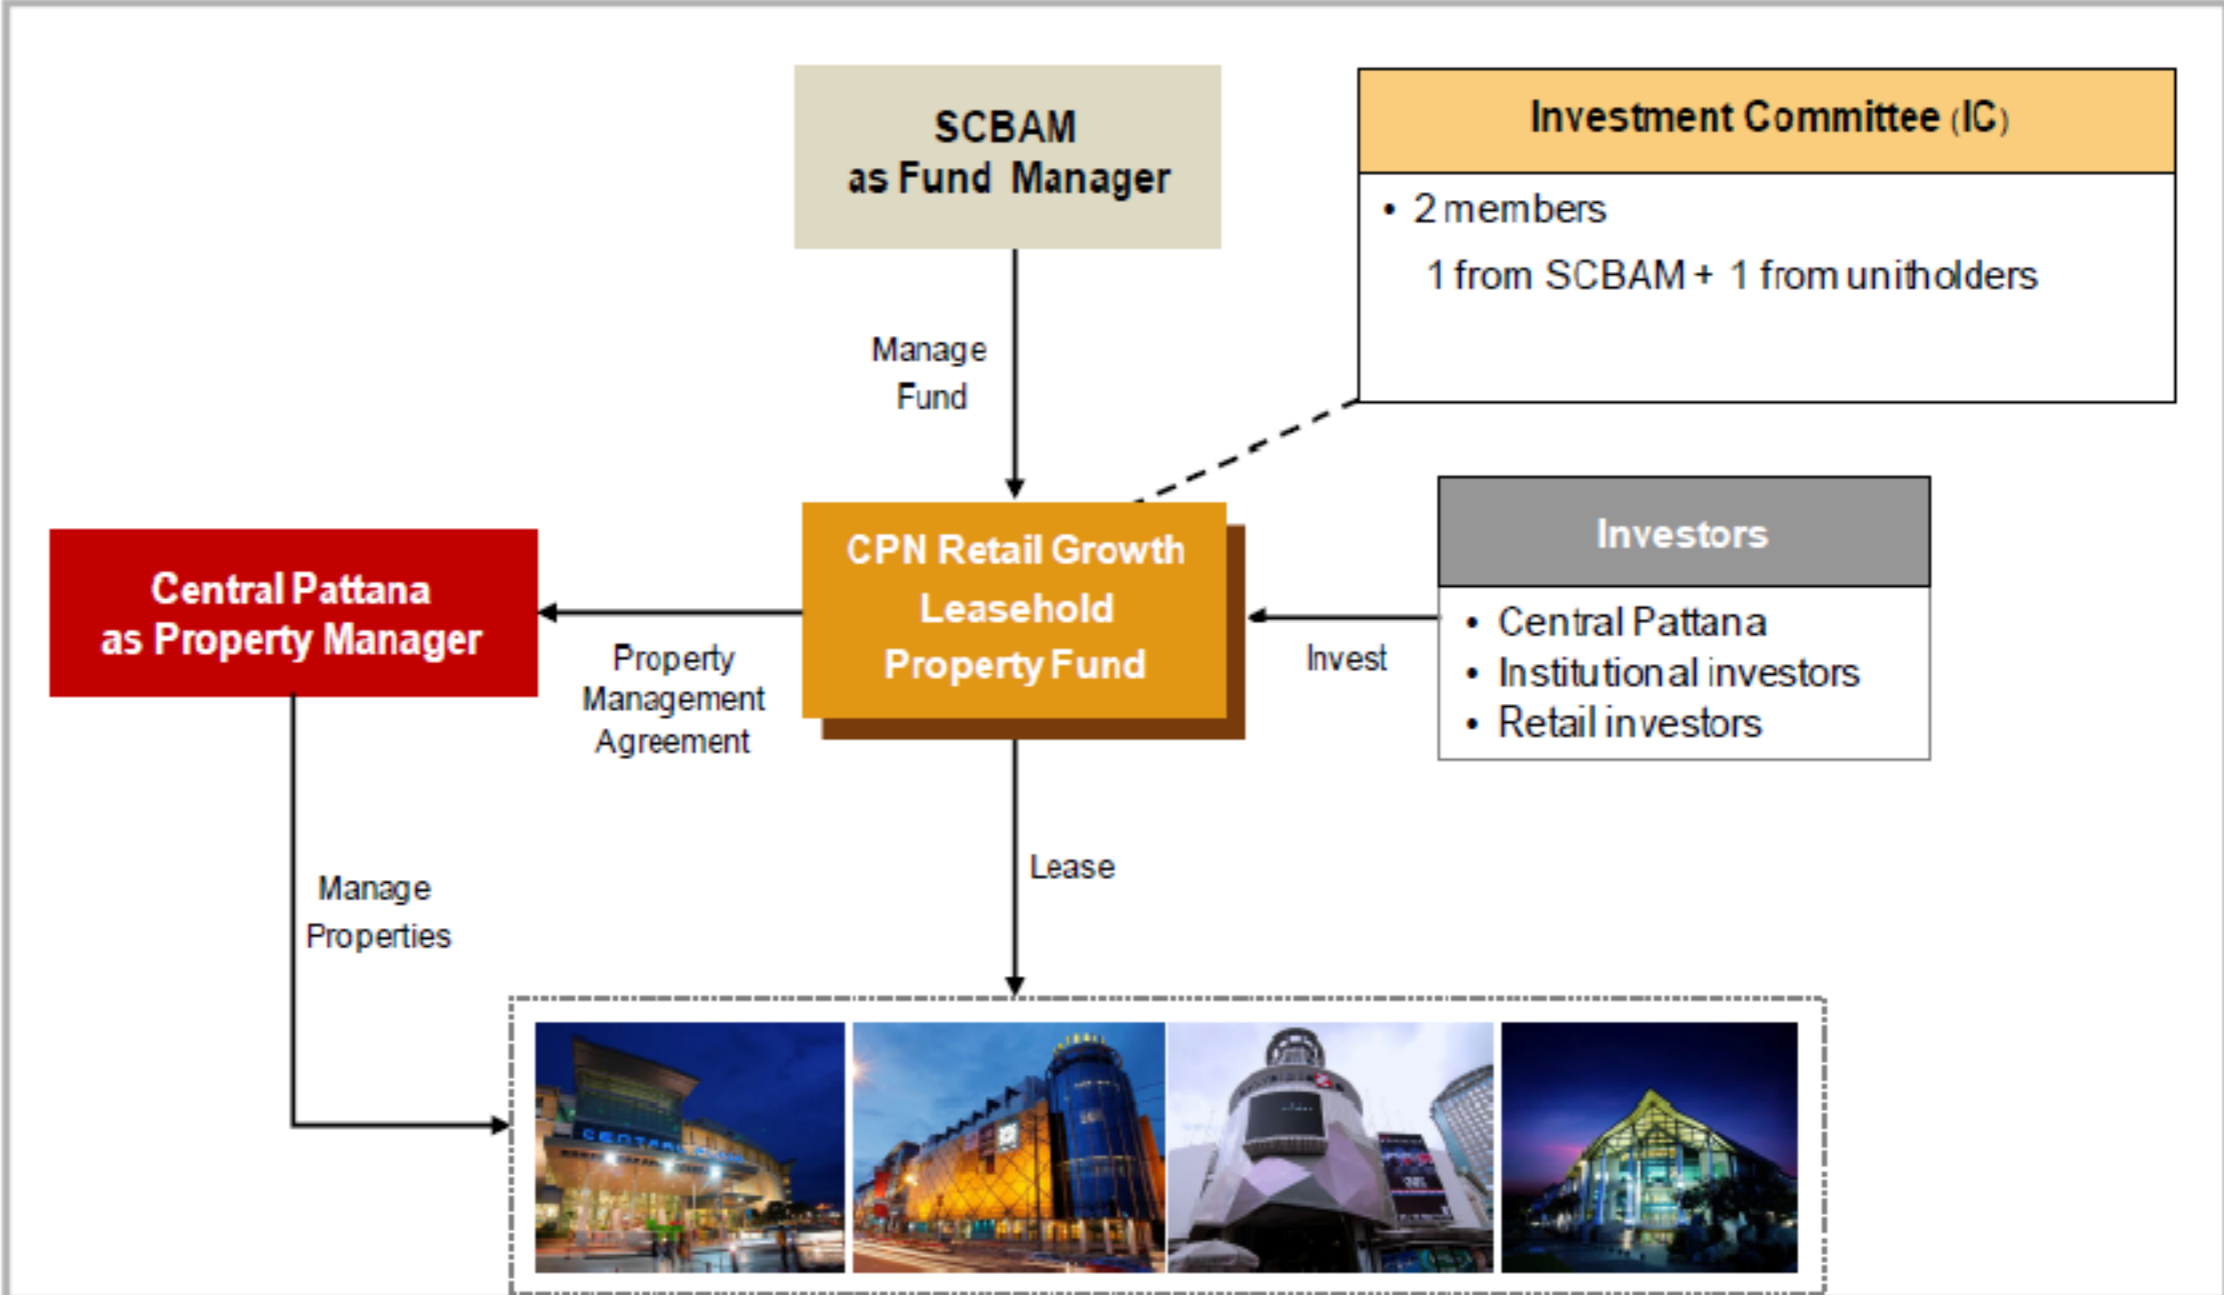 SCBAM
as Fund Manager
Investment Committee (IC)
• 2 members
1 from SCBAM + 1 from unitholders
Manage
Fund
CPN Retail Growth
Leasehold
Property Fund
Central Pattana
as Property Manager
Property
Management
Agreement
Invest
Investors
• Central Pattana
• Institutional investors
• Retail investors
Lease
Manage
Properties